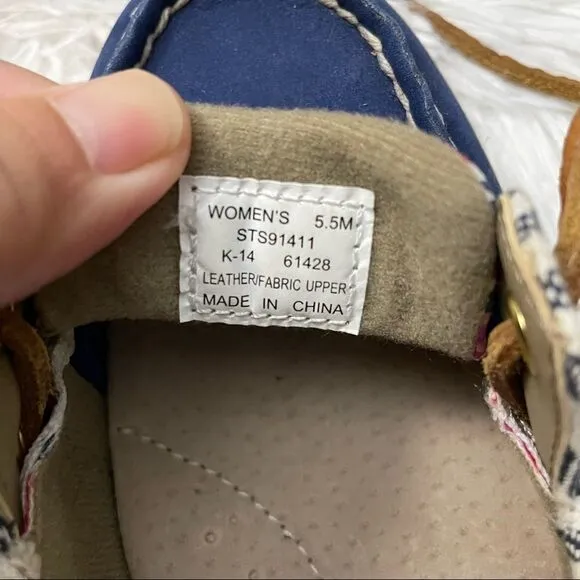 WOMEN'S 5.5M
STS91411
K-14 61428
LEATHER/FABRIC UPPER
MADE IN CHINA